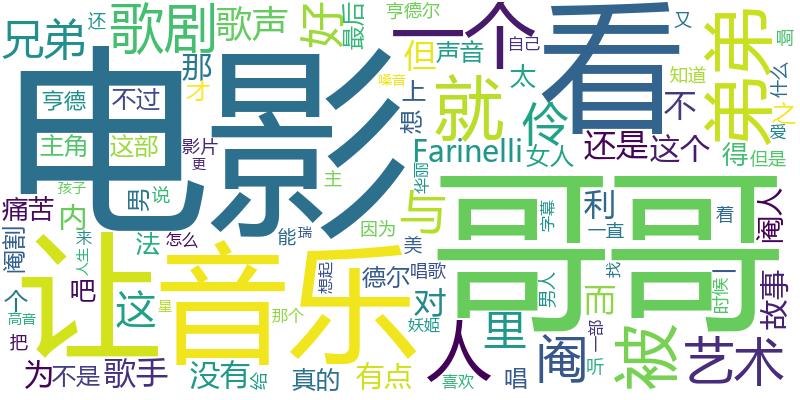 兄弟
歌剧
歌声
好
最后
亨德尔
一个
看
又
弟弟
还
那
才
但
声音
自己
啊
什么
知道
电影
亨德
不过
嗓音
想
上
就
太
伶
不
之
主角
这部
影片
更
Farinelli
女人
还是
这个
得
但是
爱
痛苦
内
男
说
孩子
主
华丽
哥哥
阉人
阉割
来
法
怎么
能
瑞
因为
与
美
字幕
利
一直
着
让
音乐
人生
想起
德尔
唱歌
男人
而
找
时候
一
故事
个
吧
这
星
那个
对
妖姬
里
被
高音
把
人
阉
一部
听
艺术
为
不是
歌手
没有
给
真的
有点
喜欢
唱